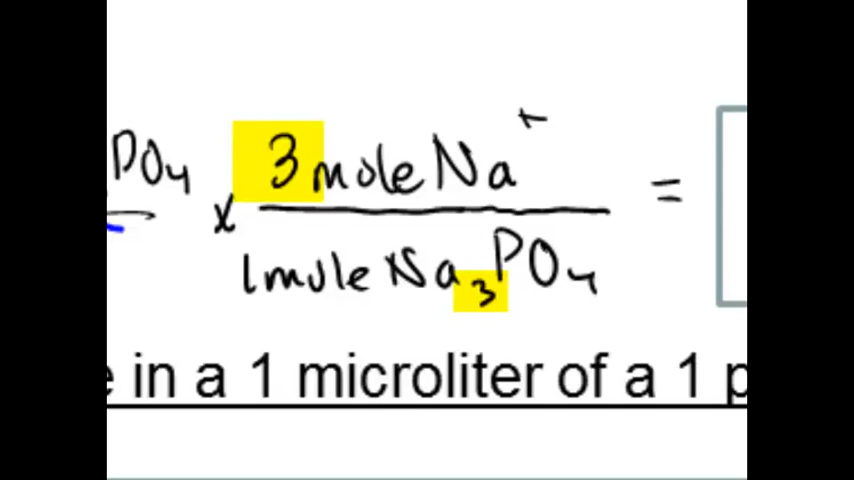 PO4 x 3 mole Na+ =
1 mole Na3PO4
in a 1 microliter of a 1